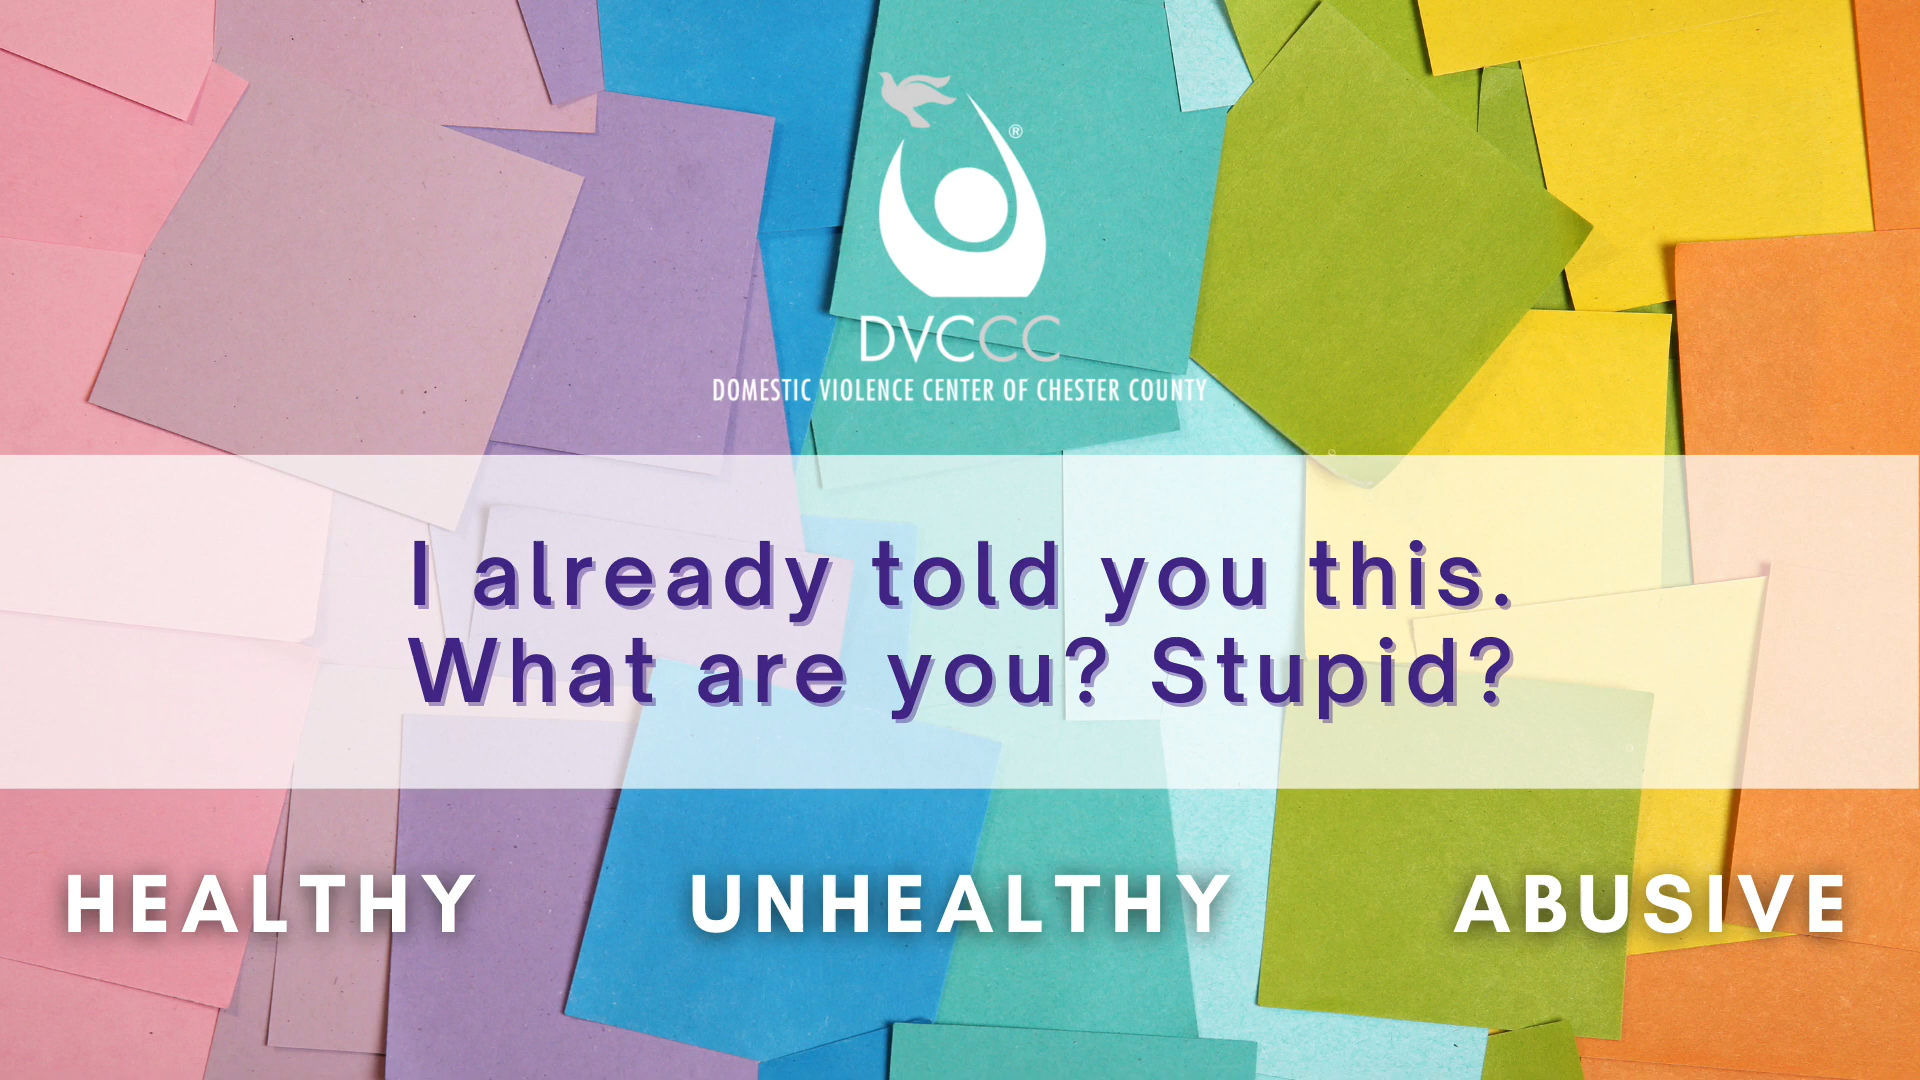 ®
DVCCC
DOMESTIC VIOLENCE CENTER OF CHESTER COUNTY
I already told you this.
What are you? Stupid?
HEALTHY UNHEALTHY ABUSIVE